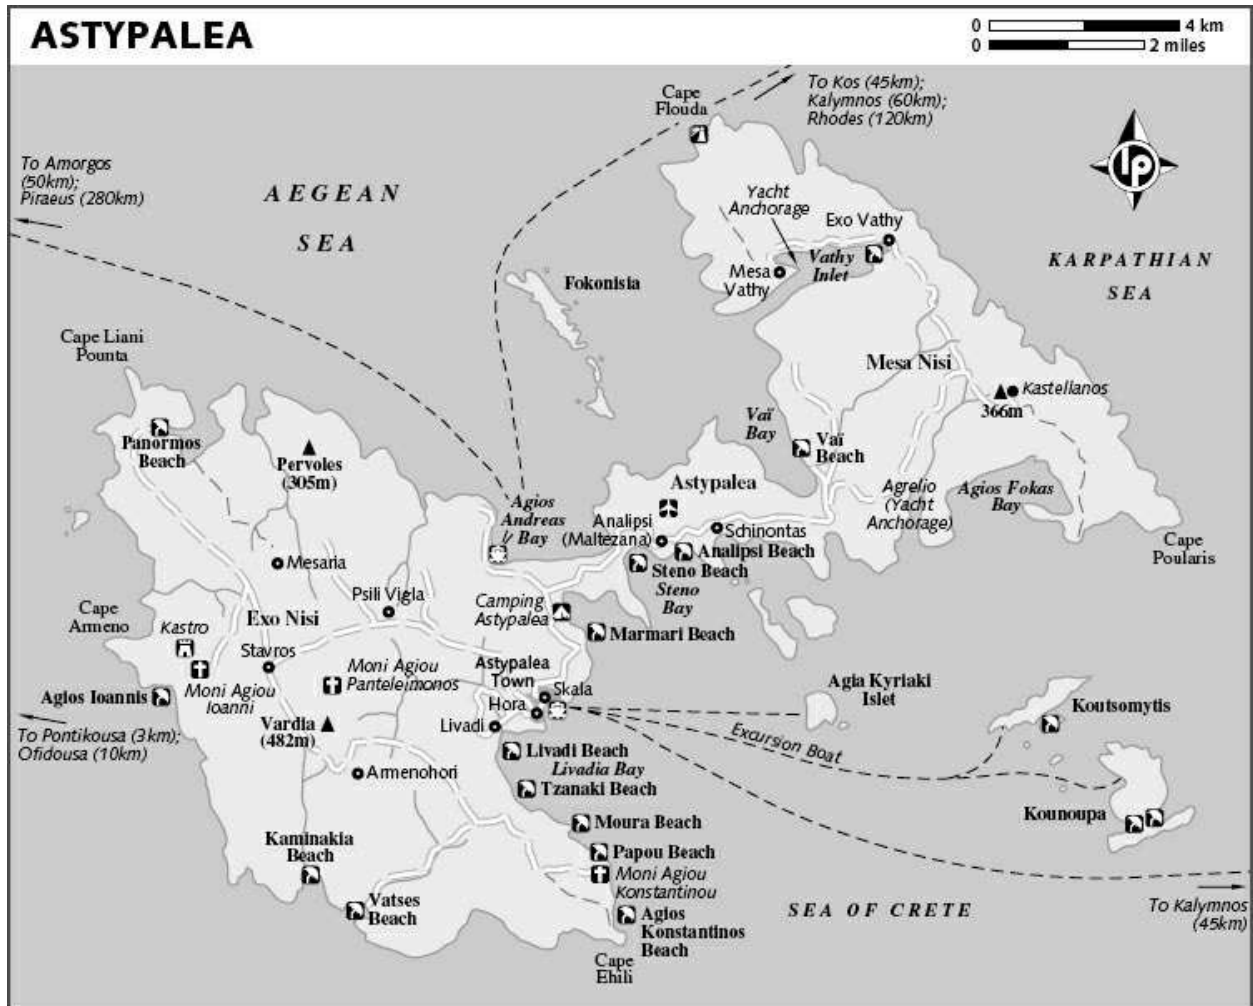 ASTYPALEA
0 4 km
0 2 miles
To Kos (45km);
Kalymnos (60km);
Rhodes (120km)
Cape
Flouda
To Amorgos
(50km);
Piraeus (280km)
AEGEAN
SEA
lp
Yacht
Anchorage
Exo Vathy
Vathy
Inlet
Mesa
Vathy
KARPATHIAN
SEA
Fokonisia
Cape Liani
Pounta
Mesa Nisi
Kastellanos
366m
Panormos
Beach
Pervoles
(305m)
Vaï
Bay
Vaï
Beach
Astypalea
Agrelio
(Yacht
Anchorage)
Agios Fokas
Bay
Agios
Andreas
Bay
Analipsi
(Maltezana)
Schinontas
Analipsi Beach
Steno Beach
Steno
Bay
Cape
Poularis
Mesaria
Psili Vigla
Camping
Astypalea
Marmari Beach
Cape
Armeno
Kastro
Exo Nisi
Stavros
Moni Agiou
Ioanni
Moni Agiou
Panteleimonos
Astypalea
Town
Skala
Hora
Livadi
Agios Ioannis
Vardia
(482m)
To Pontikousa (3km);
Ofidousa (10km)
Agia Kyriaki
Islet
Koutsomytis
Excursion Boat
Livadi Beach
Livadia Bay
Armenohori
Tzanaki Beach
Moura Beach
Kounoupa
Kaminakia
Beach
Papou Beach
Moni Agiou
Konstantinou
Vatses
Beach
Agios
Konstantinos
Beach
SEA OF CRETE
To Kalymnos
(45km)
Cape
Ehili